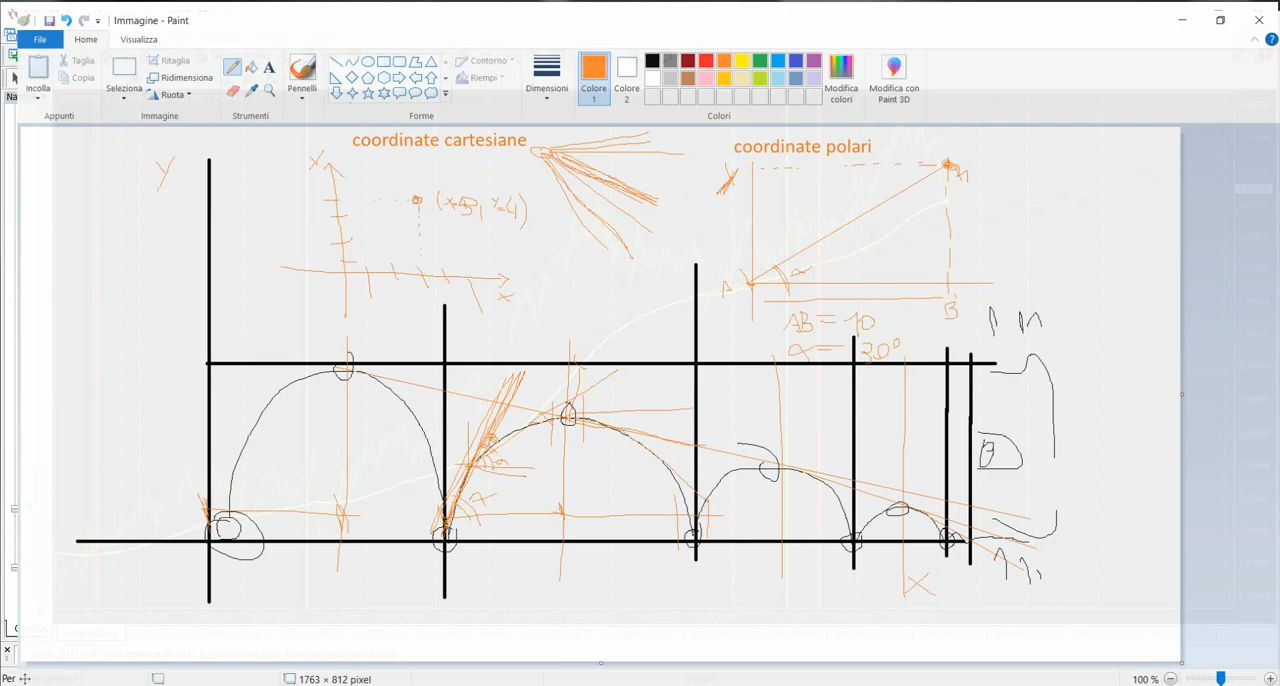 Immagine - Paint
File
Home
Visualizza
Incolla
Taglia
Copia
Appunti
Seleziona
Ritaglia
Ridimensiona
Ruota
Immagine
Strumenti
Pennelli
Forme
Contorno
Riempi
Dimensioni
Colore 1
Colore 2
Colori
Modifica colori
Modifica con Paint 3D
coordinate cartesiane
coordinate polari
Y
X
X
Y
A
α
B
AB = 10
α = 30°
α
X
Per
1763 × 812 pixel
100 %